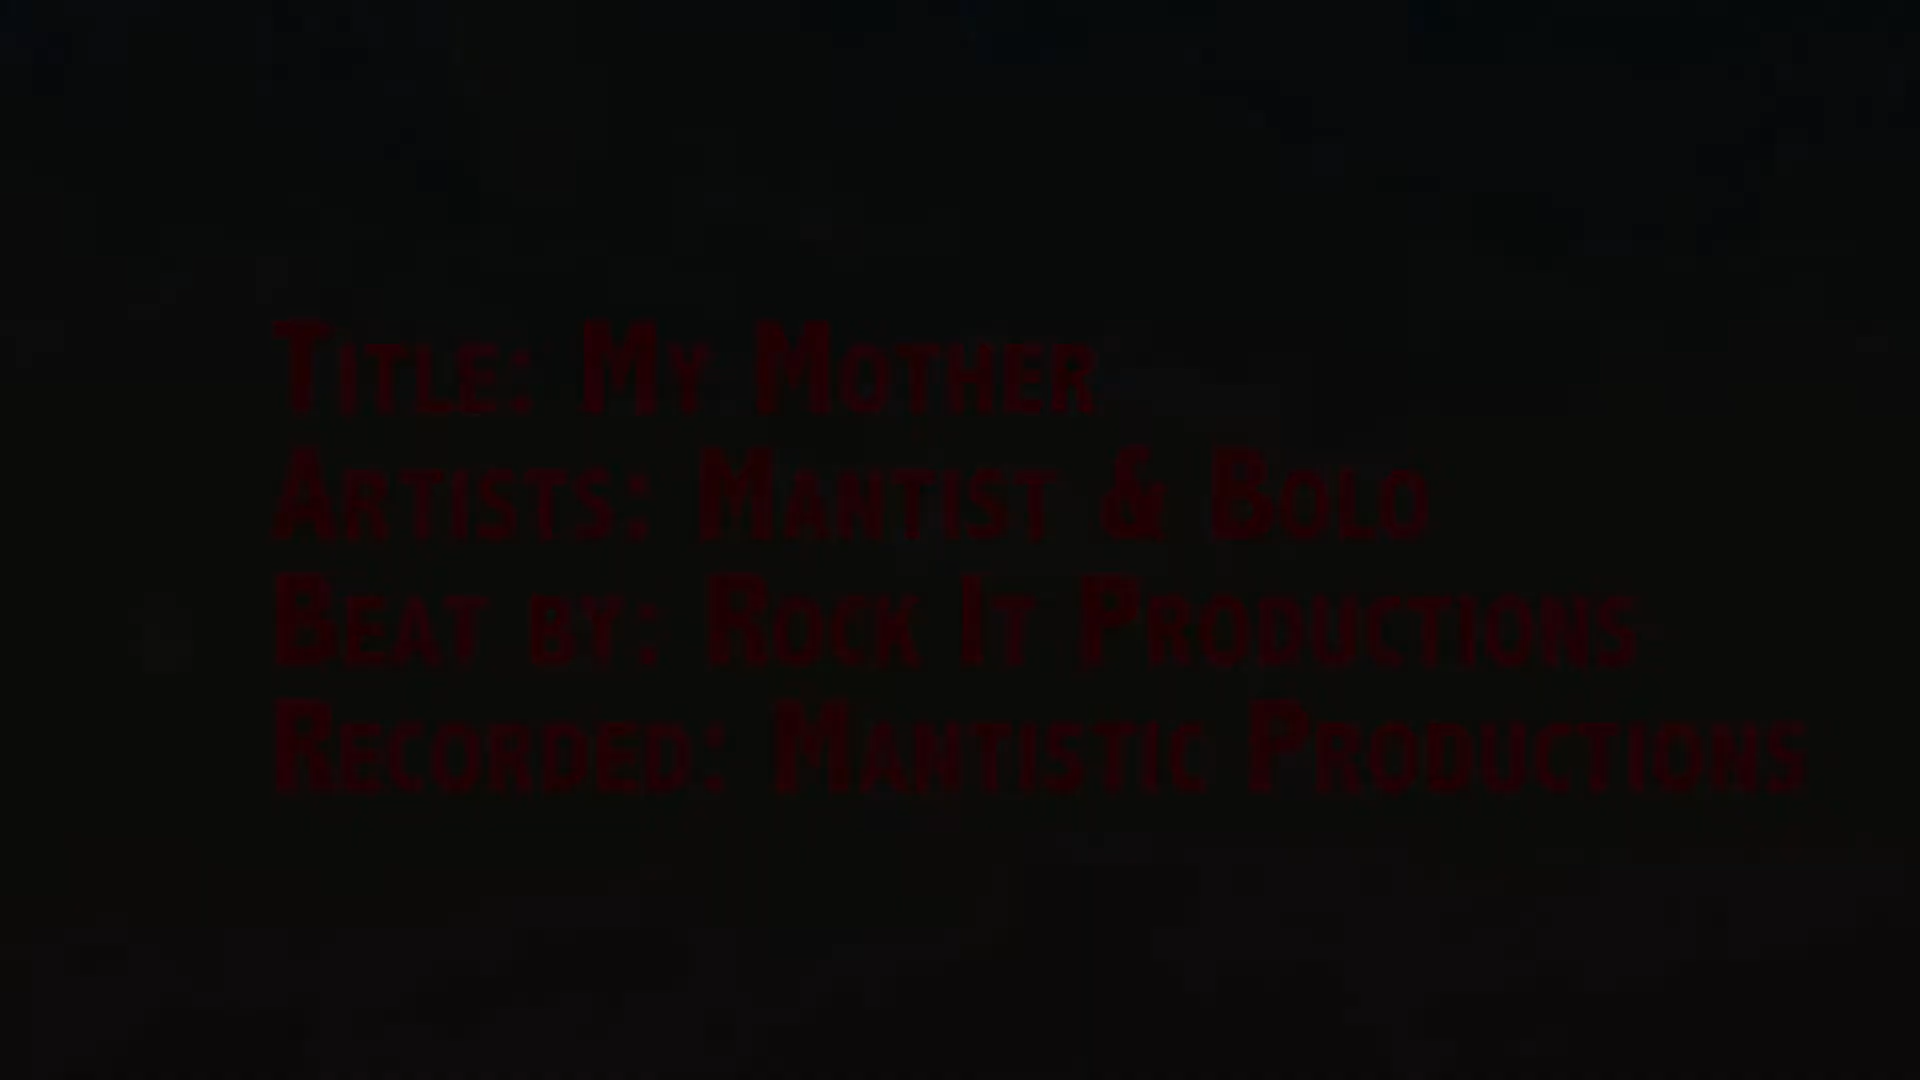 Title: My Mother
Artists: Mantist & Bolo
Beat by: Rock It Productions
Recorded: Mantistic Productions